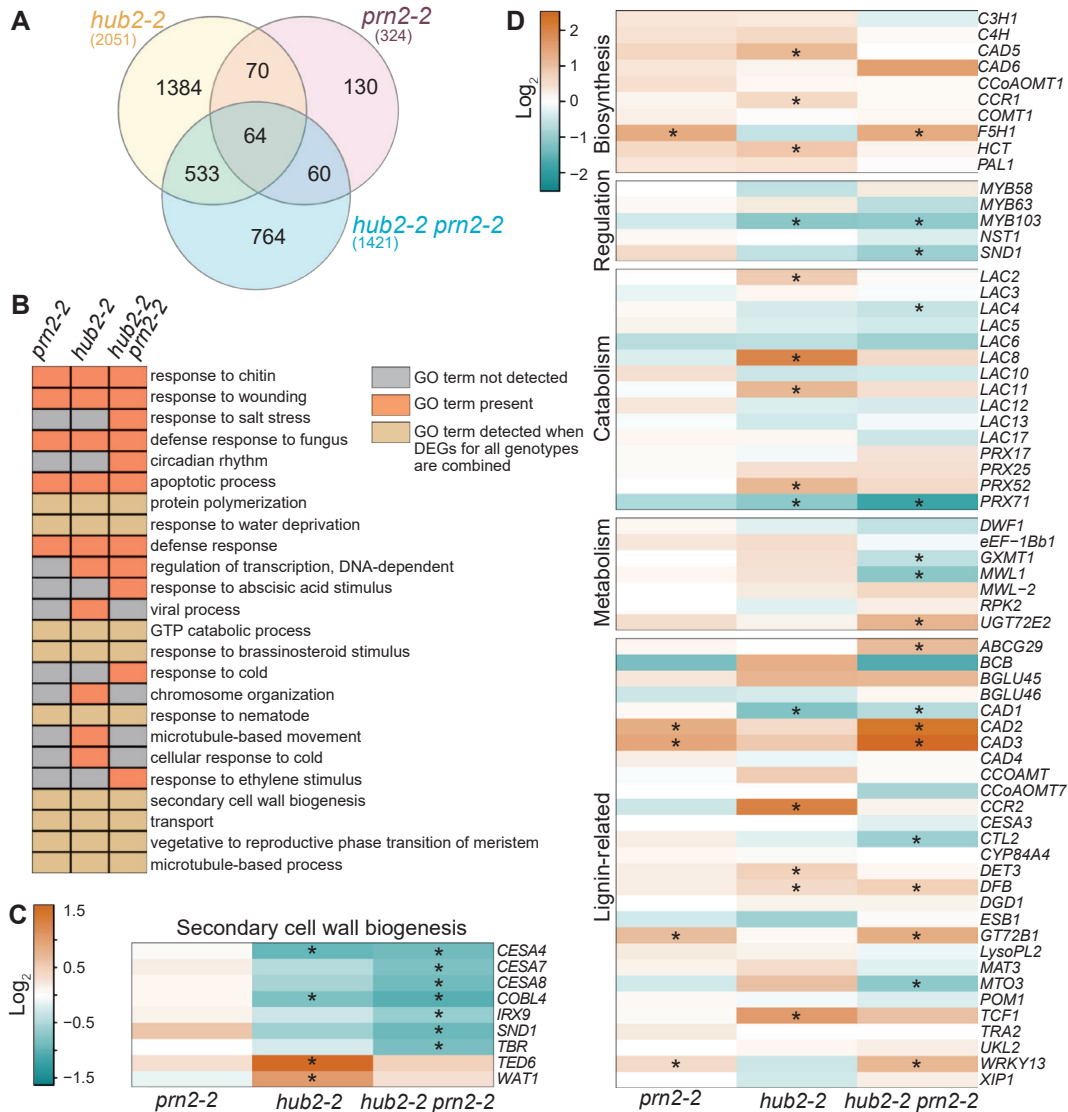 A
hub2-2
(2051)
prn2-2
(324)
1384
70
130
64
533
60
764
hub2-2 prn2-2
(1421)
B
prn2-2
hub2-2
hub2-2
prn2-2
response to chitin
response to wounding
response to salt stress
defense response to fungus
circadian rhythm
apoptotic process
protein polymerization
response to water deprivation
defense response
regulation of transcription, DNA-dependent
response to abscisic acid stimulus
viral process
GTP catabolic process
response to brassinosteroid stimulus
response to cold
chromosome organization
response to nematode
microtubule-based movement
cellular response to cold
response to ethylene stimulus
secondary cell wall biogenesis
transport
vegetative to reproductive phase transition of meristem
microtubule-based process
GO term not detected
GO term present
GO term detected when
DEGs for all genotypes
are combined
C
1.5
0.5
−0.5
−1.5
Log2
Secondary cell wall biogenesis
* * CESA4
* CESA7
* CESA8
* * COBL4
* IRX9
* SND1
* TBR
* TED6
* WAT1
prn2-2
hub2-2
hub2-2 prn2-2
D
2
1
0
−1
−2
Log2
Biosynthesis
C3H1
C4H
* CAD5
CAD6
CCoAOMT1
* CCR1
COMT1
* * F5H1
* HCT
PAL1
Regulation
MYB58
MYB63
* * MYB103
NST1
* SND1
Catabolism
* LAC2
LAC3
* LAC4
LAC5
LAC6
* LAC8
LAC10
* LAC11
LAC12
LAC13
LAC17
PRX17
PRX25
* PRX52
* * PRX71
Metabolism
DWF1
eEF−1Bb1
* GXMT1
* MWL1
MWL−2
RPK2
* UGT72E2
Lignin-related
* ABCG29
BCB
BGLU45
BGLU46
* * CAD1
* * CAD2
* * CAD3
CAD4
CCOAMT
CCoAOMT7
* CCR2
CESA3
* CTL2
CYP84A4
* DET3
* * DFB
DGD1
ESB1
* * GT72B1
LysoPL2
MAT3
* MTO3
POM1
* TCF1
TRA2
UKL2
* * WRKY13
XIP1
prn2-2
hub2-2
hub2-2 prn2-2